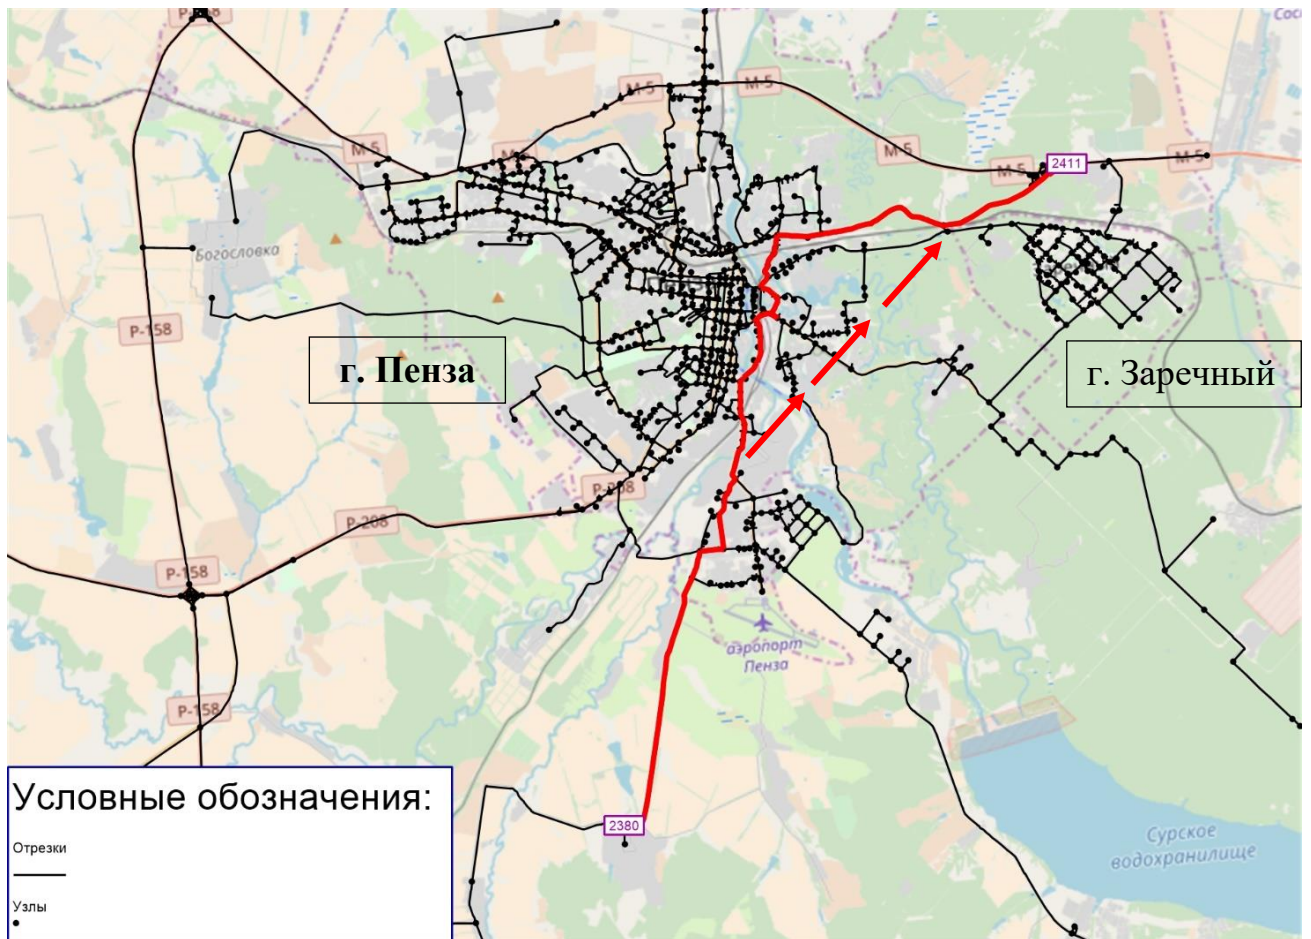 Р-158
М-5
М-5
М-5
М-5
М-5
М-5
2411
Богословка
Р-158
г. Пенза
г. Заречный
Р-208
Р-208
Р-158
аэропорт
Пенза
Р-158
Условные обозначения:
Отрезки
Узлы
2380
Сурское
водохранилище